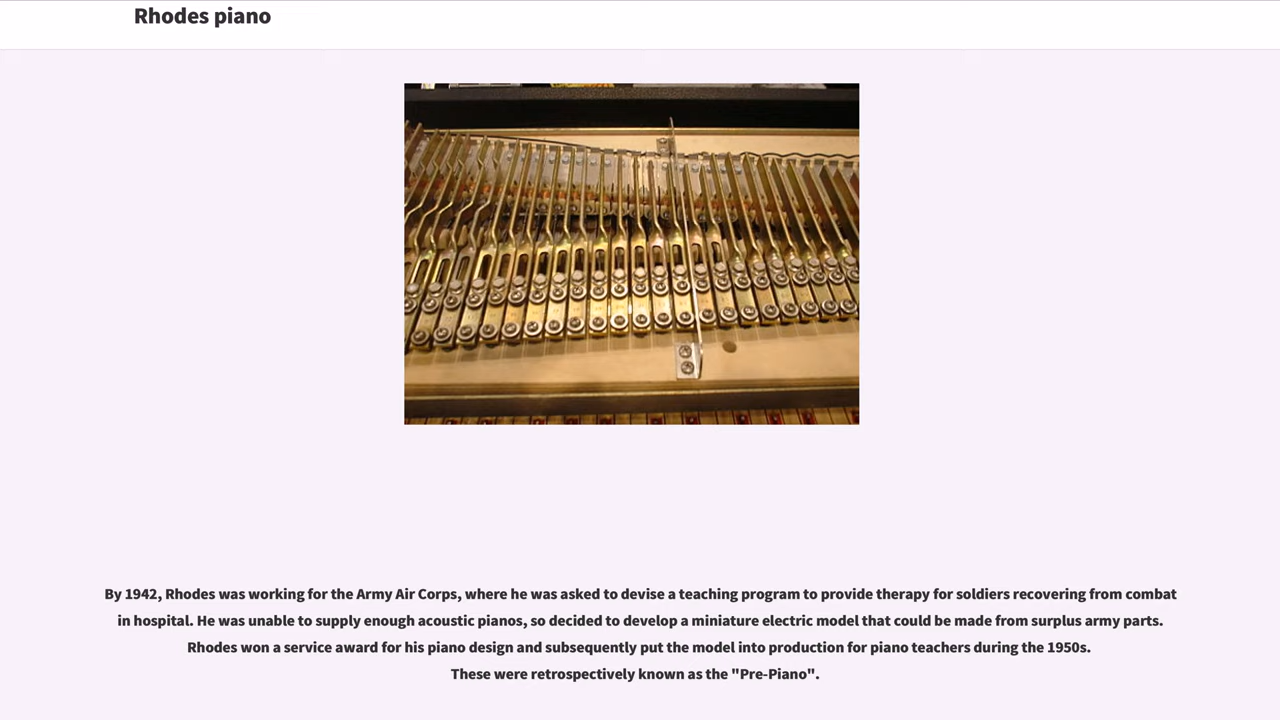 Rhodes piano
By 1942, Rhodes was working for the Army Air Corps, where he was asked to devise a teaching program to provide therapy for soldiers recovering from combat
in hospital. He was unable to supply enough acoustic pianos, so decided to develop a miniature electric model that could be made from surplus army parts.
Rhodes won a service award for his piano design and subsequently put the model into production for piano teachers during the 1950s.
These were retrospectively known as the "Pre-Piano".